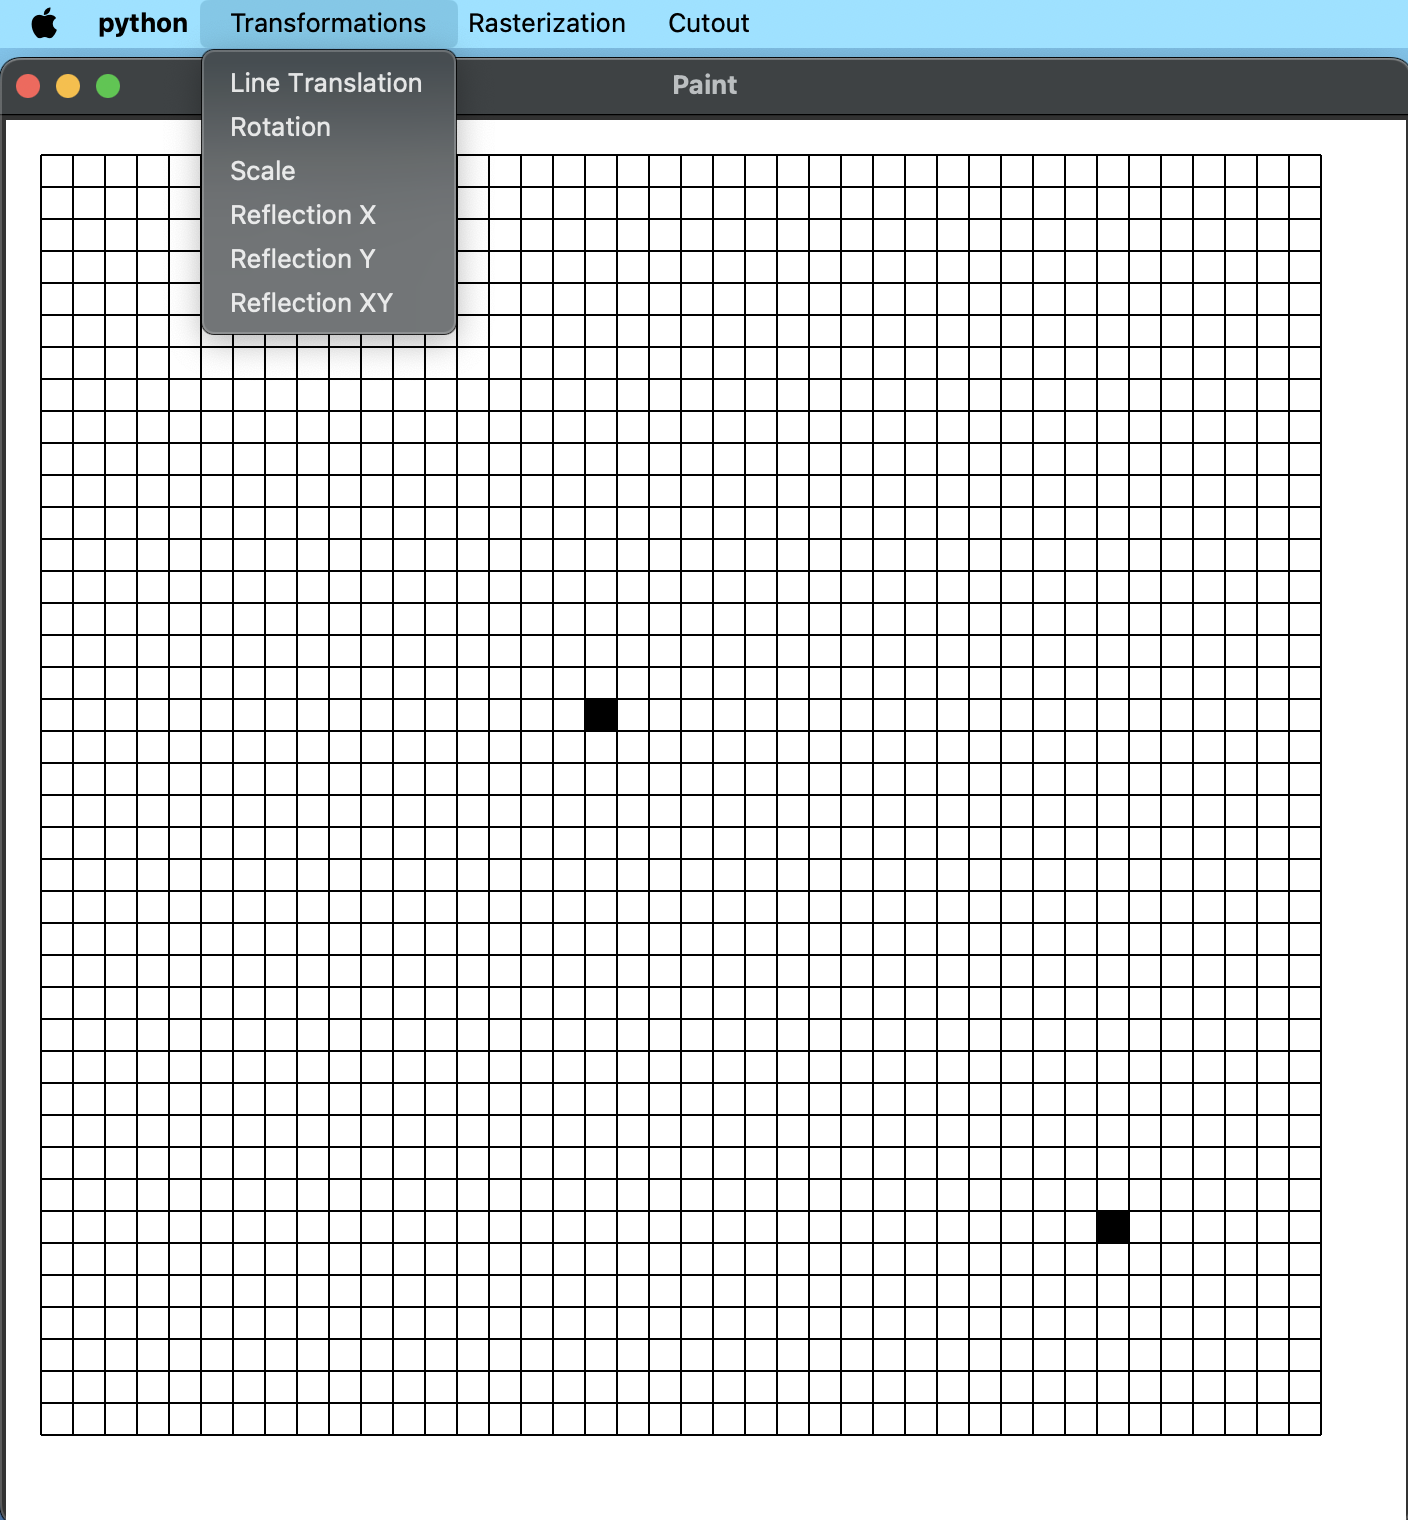 python Transformations Rasterization Cutout
Paint
Line Translation
Rotation
Scale
Reflection X
Reflection Y
Reflection XY